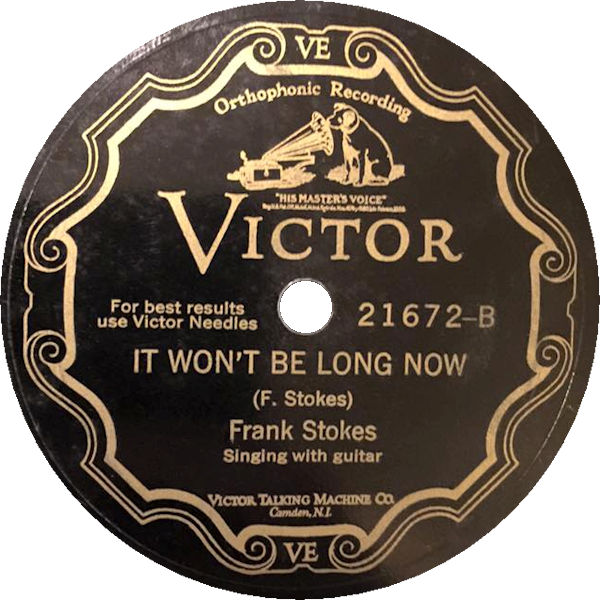 VE
Orthophonic Recording
"HIS MASTER'S VOICE"
VICTOR
For best results
use Victor Needles
21672-B
IT WON'T BE LONG NOW
(F. Stokes)
Frank Stokes
Singing with guitar
VICTOR TALKING MACHINE CO.
Camden, N.J.
VE